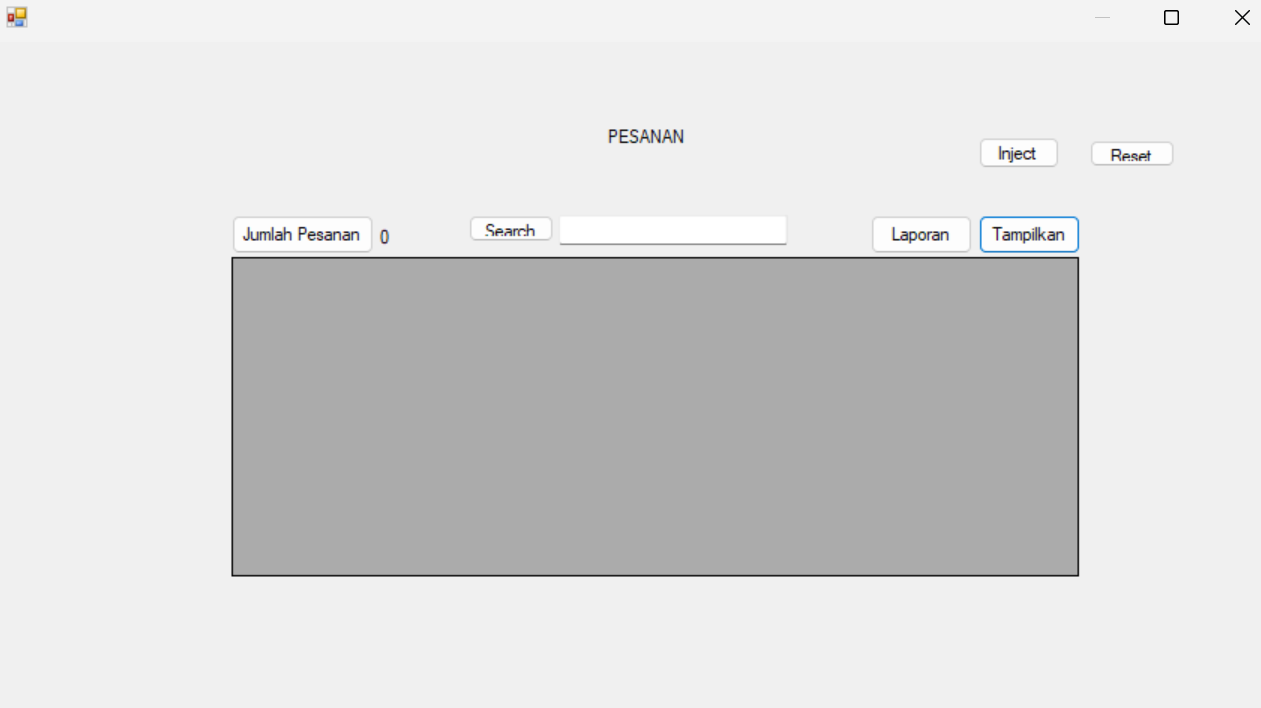 PESANAN
Inject
Reset
Jumlah Pesanan 0
Search
Laporan
Tampilkan